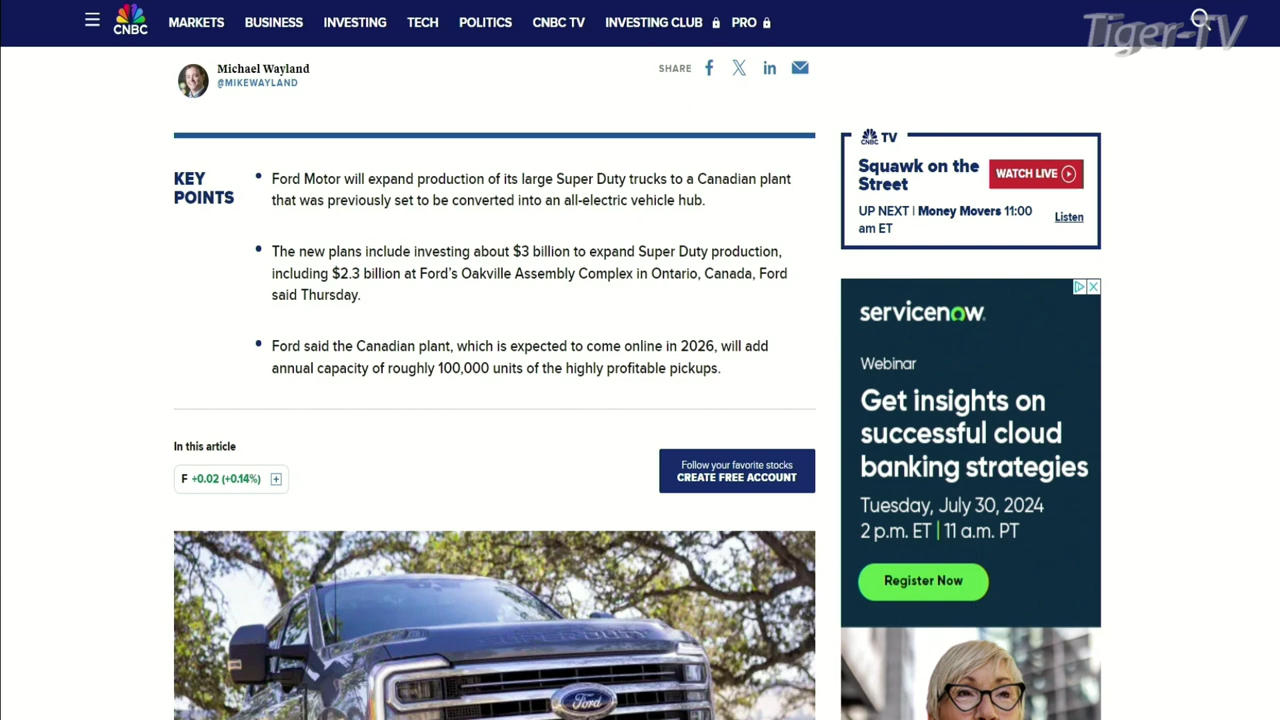 CNBC
MARKETS BUSINESS INVESTING TECH POLITICS CNBC TV INVESTING CLUB PRO
Tiger-TV
Michael Wayland
@MIKEWAYLAND
SHARE
KEY
POINTS
• Ford Motor will expand production of its large Super Duty trucks to a Canadian plant
that was previously set to be converted into an all-electric vehicle hub.
• The new plans include investing about $3 billion to expand Super Duty production,
including $2.3 billion at Ford's Oakville Assembly Complex in Ontario, Canada, Ford
said Thursday.
• Ford said the Canadian plant, which is expected to come online in 2026, will add
annual capacity of roughly 100,000 units of the highly profitable pickups.
In this article
F +0.02 (+0.14%)
Follow your favorite stocks
CREATE FREE ACCOUNT
SUPER DUTY
Ford
CNBC TV
Squawk on the
Street
WATCH LIVE
UP NEXT | Money Movers 11:00
am ET
Listen
servicenow.
Webinar
Get insights on
successful cloud
banking strategies
Tuesday, July 30, 2024
2 p.m. ET | 11 a.m. PT
Register Now